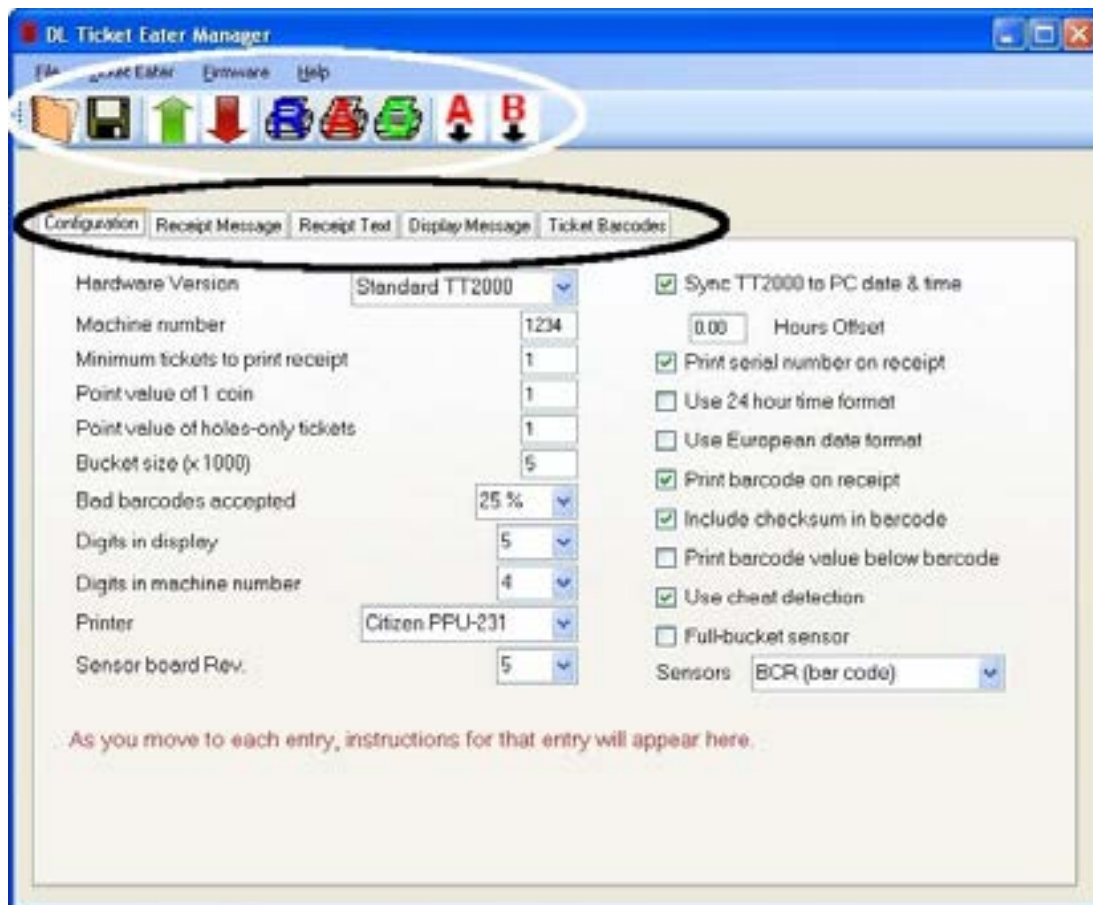 DL Ticket Eater Manager
File Ticket Eater Firmware Help
R A A B
Configuration Receipt Message Receipt Text Display Message Ticket Barcodes
Hardware Version Standard TT2000
Machine number 1234
Minimum tickets to print receipt 1
Point value of 1 coin 1
Point value of holes-only tickets 1
Bucket size (x 1000) 5
Bad barcodes accepted 25 %
Digits in display 5
Digits in machine number 4
Printer Citizen PPU-231
Sensor board Rev. 5
Sync TT2000 to PC date & time
0.00 Hours Offset
Print serial number on receipt
Use 24 hour time format
Use European date format
Print barcode on receipt
Include checksum in barcode
Print barcode value below barcode
Use cheat detection
Full-bucket sensor
Sensors BCR (bar code)
As you move to each entry, instructions for that entry will appear here.